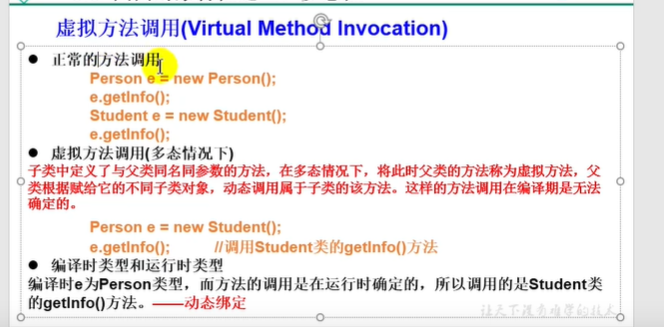 虚拟方法调用(Virtual Method Invocation)
● 正常的方法调用
Person e = new Person();
e.getInfo();
Student e = new Student();
e.getInfo();
● 虚拟方法调用(多态情况下)
子类中定义了与父类同名同参数的方法，在多态情况下，将此时父类的方法称为虚拟方法，父
类根据赋给它的不同子类对象，动态调用属于子类的该方法。这样的方法调用在编译期是无法
确定的。
Person e = new Student();
e.getInfo(); //调用Student类的getInfo()方法
● 编译时类型和运行时类型
编译时e为Person类型，而方法的调用是在运行时确定的，所以调用的是Student类
的getInfo()方法。——动态绑定
让天下没有难学的技术